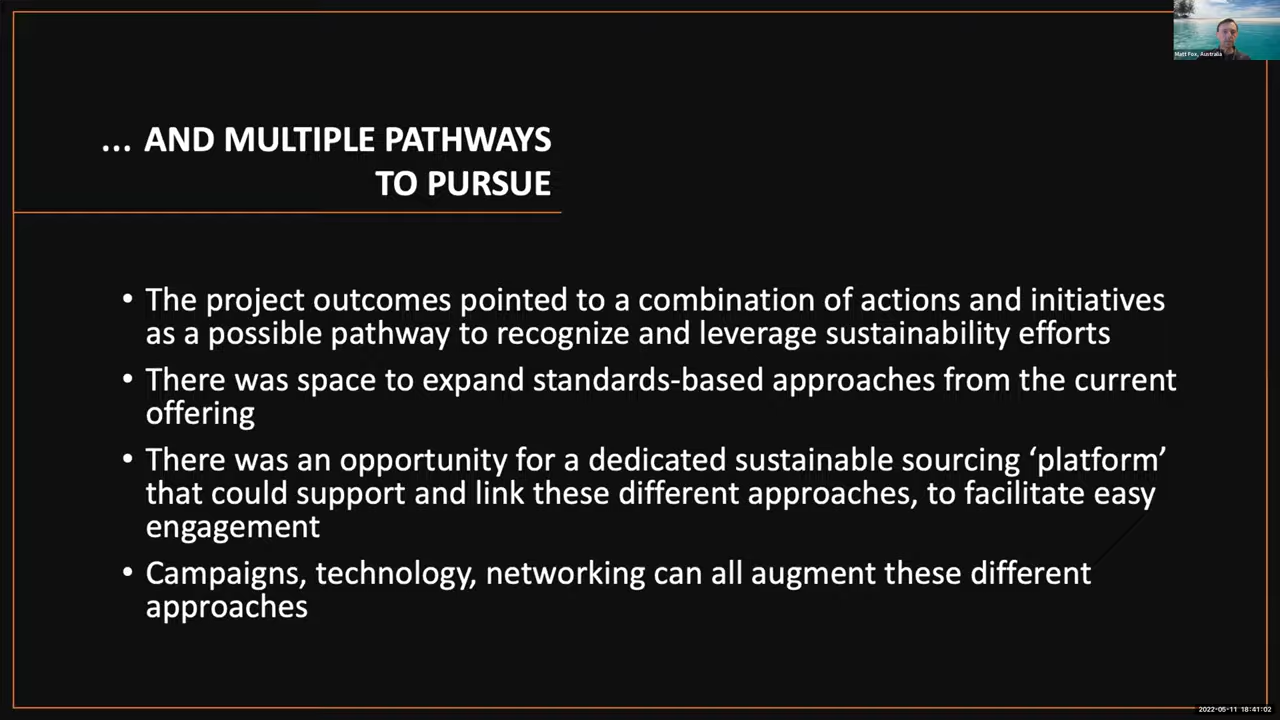 Matt Fox, Australia
... AND MULTIPLE PATHWAYS
TO PURSUE
• The project outcomes pointed to a combination of actions and initiatives
as a possible pathway to recognize and leverage sustainability efforts
• There was space to expand standards-based approaches from the current
offering
• There was an opportunity for a dedicated sustainable sourcing ‘platform’
that could support and link these different approaches, to facilitate easy
engagement
• Campaigns, technology, networking can all augment these different
approaches
2022-05-11 18:41:02